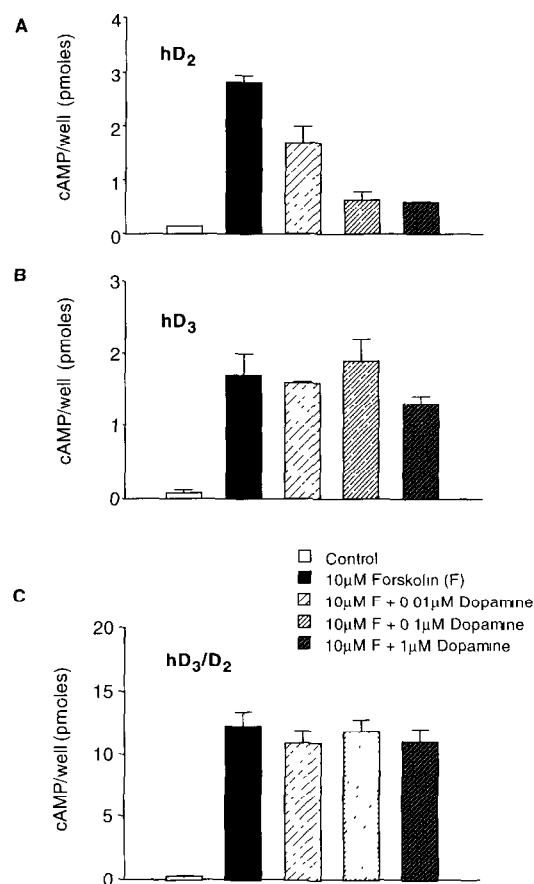 A
hD2
cAMP/well (pmoles)
4
3
2
1
0
B
hD3
cAMP/well (pmoles)
3
2
1
0
Control
10µM Forskolin (F)
10µM F + 0 01µM Dopamine
10µM F + 0 1µM Dopamine
10µM F + 1µM Dopamine
C
hD3/D2
cAMP/well (pmoles)
20
15
10
5
0